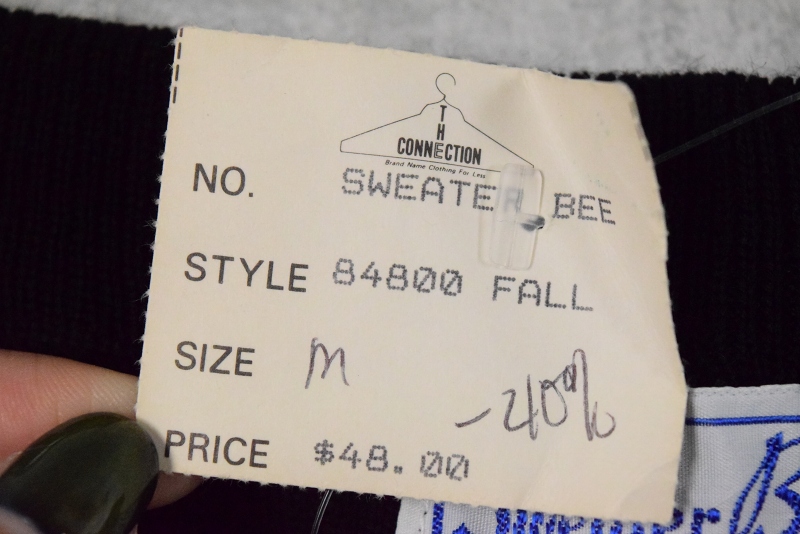 THE
CONNECTION
Brand Name Clothing For Less
NO. SWEATER BEE
STYLE 84800 FALL
SIZE M
-40%
PRICE $48.00